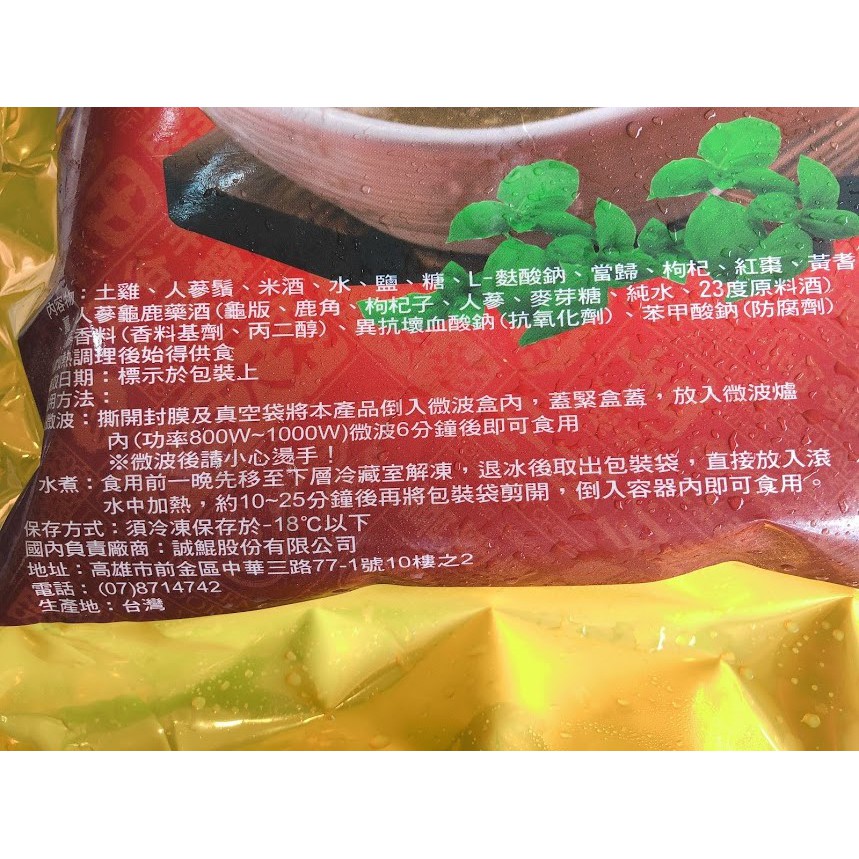 內容物：土雞、人蔘鬚、米酒、水、鹽、糖、L-麩酸鈉、當歸、枸杞、紅棗、黃耆
人蔘龜鹿藥酒(龜版、鹿角、枸杞子、人蔘、麥芽糖、純水、23度原料酒)
香料(香料基劑、丙二醇)、異抗壞血酸鈉(抗氧化劑)、苯甲酸鈉(防腐劑)
熱調理後始得供食
日期：標示於包裝上
用方法：
微波：撕開封膜及真空袋將本產品倒入微波盒內，蓋緊盒蓋，放入微波爐
內(功率800W~1000W)微波6分鐘後即可食用
※微波後請小心燙手！
水煮：食用前一晚先移至下層冷藏室解凍，退冰後取出包裝袋，直接放入滾
水中加熱，約10~25分鐘後再將包裝袋剪開，倒入容器內即可食用。
保存方式：須冷凍保存於-18℃以下
國內負責廠商：誠鯤股份有限公司
地址：高雄市前金區中華三路77-1號10樓之2
電話：(07)8714742
生產地：台灣